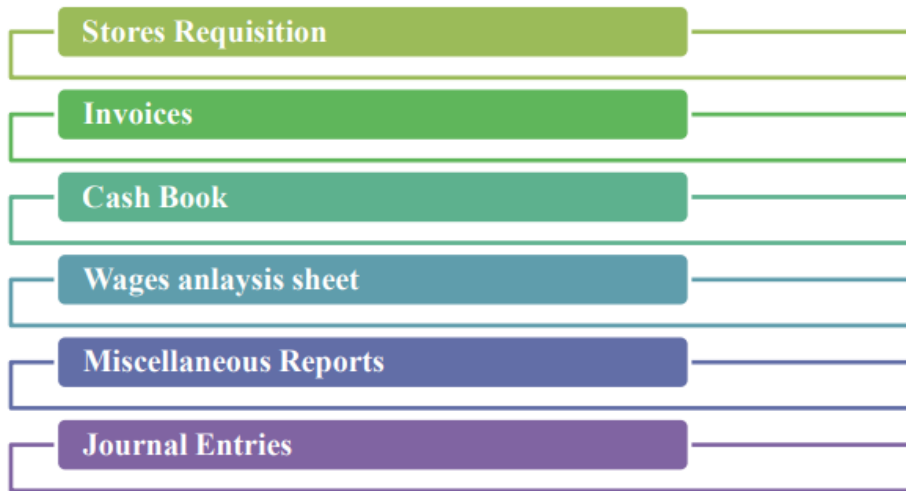 Stores Requisition
Invoices
Cash Book
Wages anlaysis sheet
Miscellaneous Reports
Journal Entries